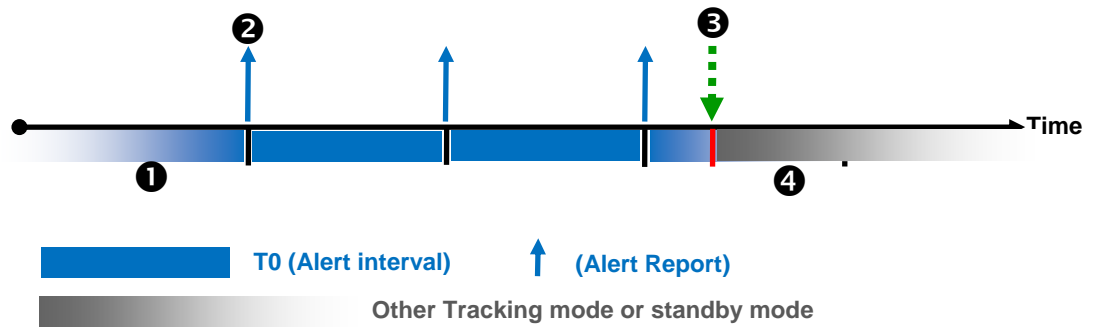 ❷ ❸
Time
❶ ❹
T0 (Alert interval) (Alert Report)
Other Tracking mode or standby mode